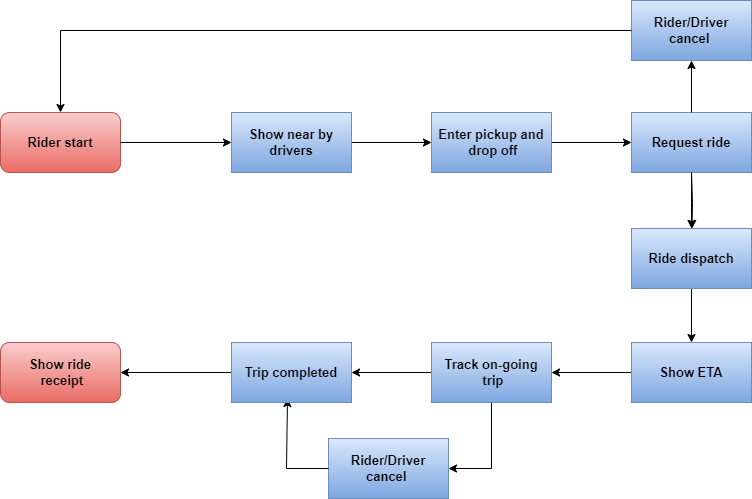 Rider/Driver
cancel
Rider start
Show near by
drivers
Enter pickup and
drop off
Request ride
Ride dispatch
Show ride
receipt
Trip completed
Track on-going
trip
Show ETA
Rider/Driver
cancel